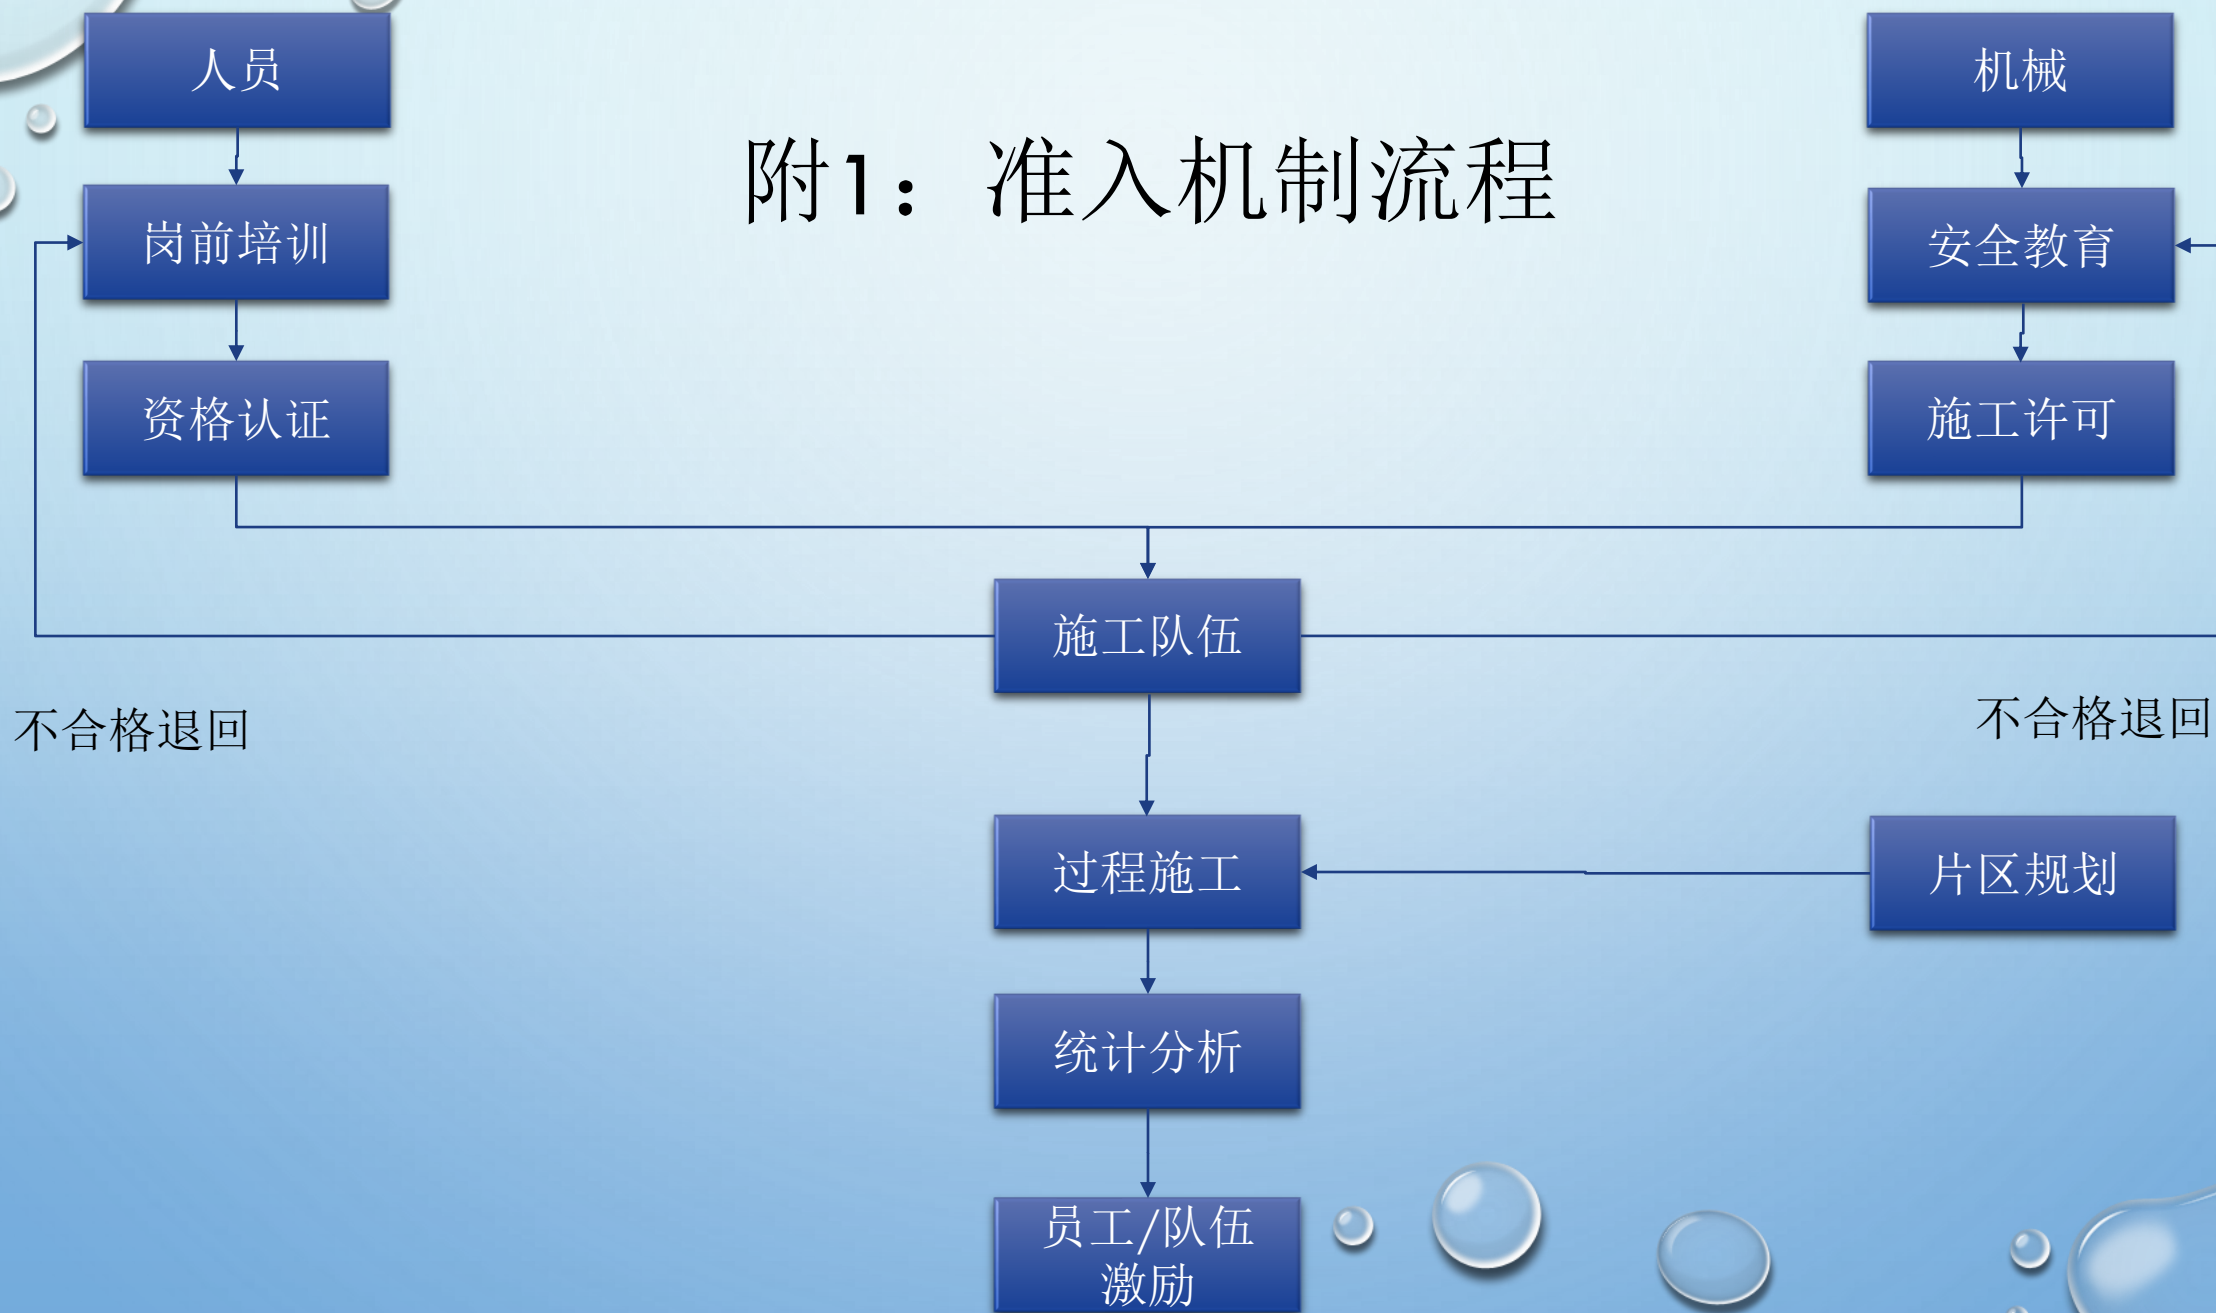 人员
机械
附1：准入机制流程
岗前培训
安全教育
资格认证
施工许可
施工队伍
不合格退回
不合格退回
过程施工
片区规划
统计分析
员工/队伍
激励